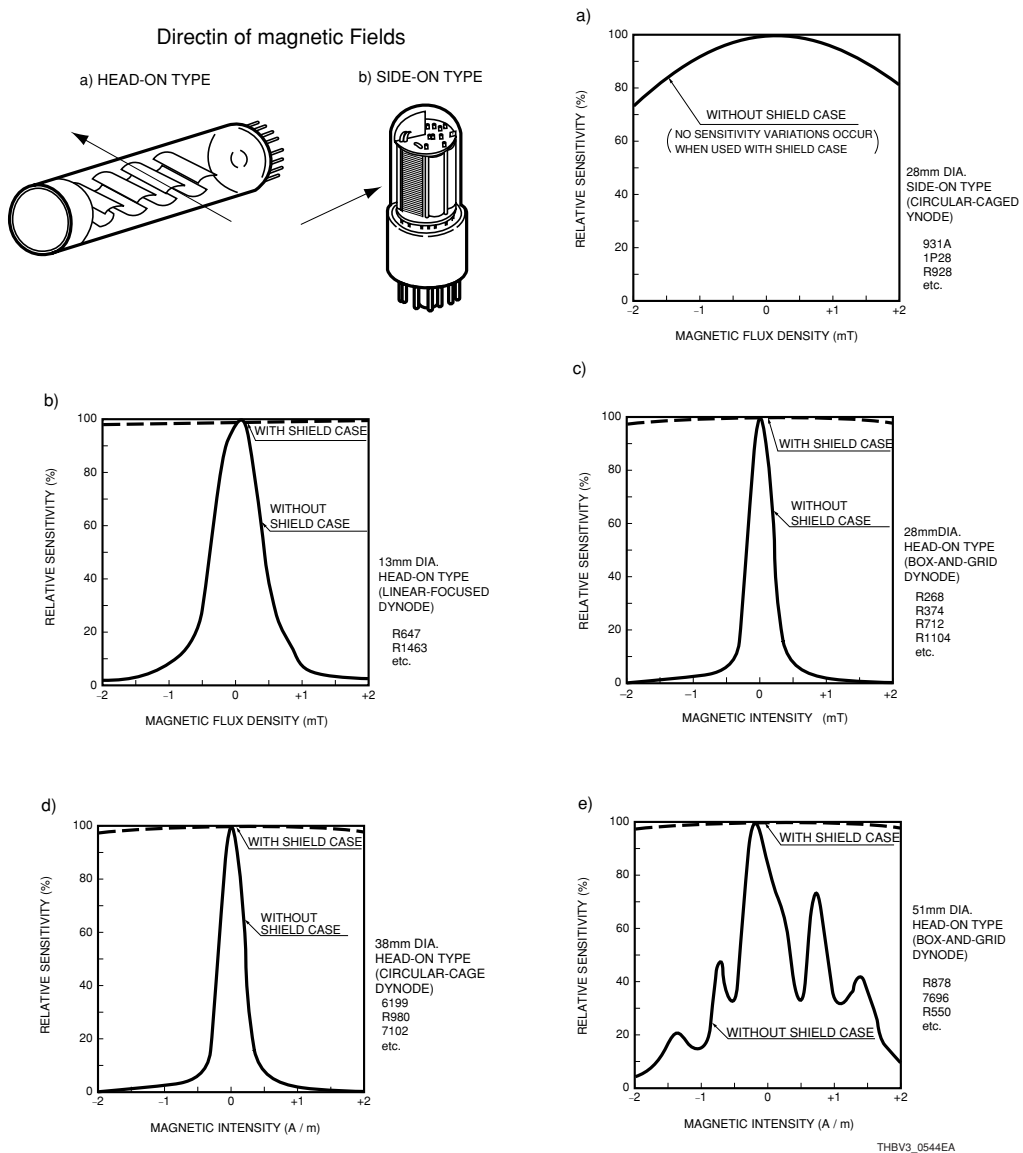 Directin of magnetic Fields
a) HEAD-ON TYPE
b) SIDE-ON TYPE
a)
RELATIVE SENSITIVITY (%)
100
80
60
40
20
0
WITHOUT SHIELD CASE
( NO SENSITIVITY VARIATIONS OCCUR
WHEN USED WITH SHIELD CASE )
−2
−1
0
+1
+2
MAGNETIC FLUX DENSITY (mT)
28mm DIA.
SIDE-ON TYPE
(CIRCULAR-CAGED
YNODE)
931A
1P28
R928
etc.
b)
RELATIVE SENSITIVITY (%)
100
80
60
40
20
0
WITH SHIELD CASE
WITHOUT
SHIELD CASE
−2
−1
0
+1
+2
MAGNETIC FLUX DENSITY (mT)
13mm DIA.
HEAD-ON TYPE
(LINEAR-FOCUSED
DYNODE)
R647
R1463
etc.
c)
RELATIVE SENSITIVITY (%)
100
80
60
40
20
0
WITH SHIELD CASE
WITHOUT
SHIELD CASE
−2
−1
0
+1
+2
MAGNETIC INTENSITY (mT)
28mmDIA.
HEAD-ON TYPE
(BOX-AND-GRID
DYNODE)
R268
R374
R712
R1104
etc.
d)
RELATIVE SENSITIVITY (%)
100
80
60
40
20
0
WITH SHIELD CASE
WITHOUT
SHIELD CASE
−2
−1
0
+1
+2
MAGNETIC INTENSITY (A / m)
38mm DIA.
HEAD-ON TYPE
(CIRCULAR-CAGE
DYNODE)
6199
R980
7102
etc.
e)
RELATIVE SENSITIVITY (%)
100
80
60
40
20
0
WITH SHIELD CASE
WITHOUT SHIELD CASE
−2
−1
0
+1
+2
MAGNETIC INTENSITY (A / m)
51mm DIA.
HEAD-ON TYPE
(BOX-AND-GRID
DYNODE)
R878
7696
R550
etc.
THBV3_0544EA